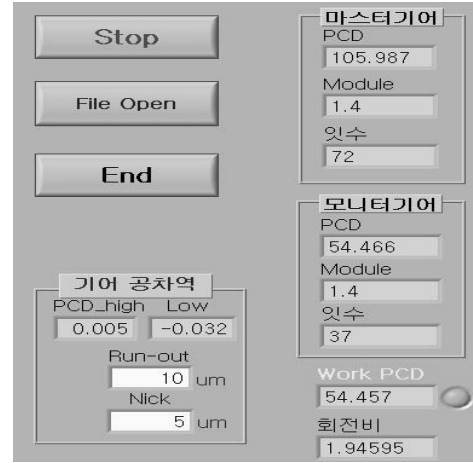 Stop
File Open
End
기어 공차역
PCD_high Low
0.005 -0.032
Run-out
10 um
Nick
5 um
마스터기어
PCD
105.987
Module
1.4
잇수
72
모니터기어
PCD
54.466
Module
1.4
잇수
37
Work PCD
54.457
회전비
1.94595